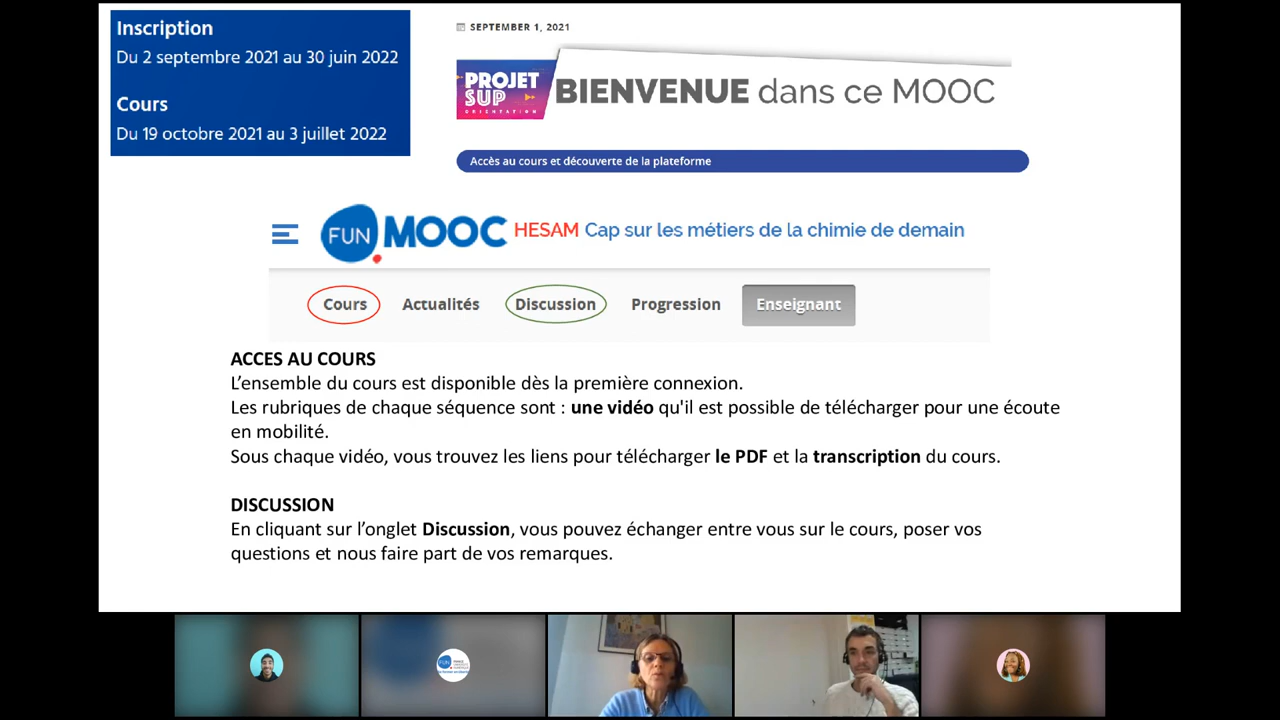 Inscription
Du 2 septembre 2021 au 30 juin 2022
Cours
Du 19 octobre 2021 au 3 juillet 2022
SEPTEMBER 1, 2021
PROJET
SUP
ORIENTATION
BIENVENUE dans ce MOOC
Accès au cours et découverte de la plateforme
FUN MOOC HESAM Cap sur les métiers de la chimie de demain
Cours Actualités Discussion Progression Enseignant
ACCES AU COURS
L’ensemble du cours est disponible dès la première connexion.
Les rubriques de chaque séquence sont : une vidéo qu'il est possible de télécharger pour une écoute
en mobilité.
Sous chaque vidéo, vous trouvez les liens pour télécharger le PDF et la transcription du cours.
DISCUSSION
En cliquant sur l’onglet Discussion, vous pouvez échanger entre vous sur le cours, poser vos
questions et nous faire part de vos remarques.
FUN